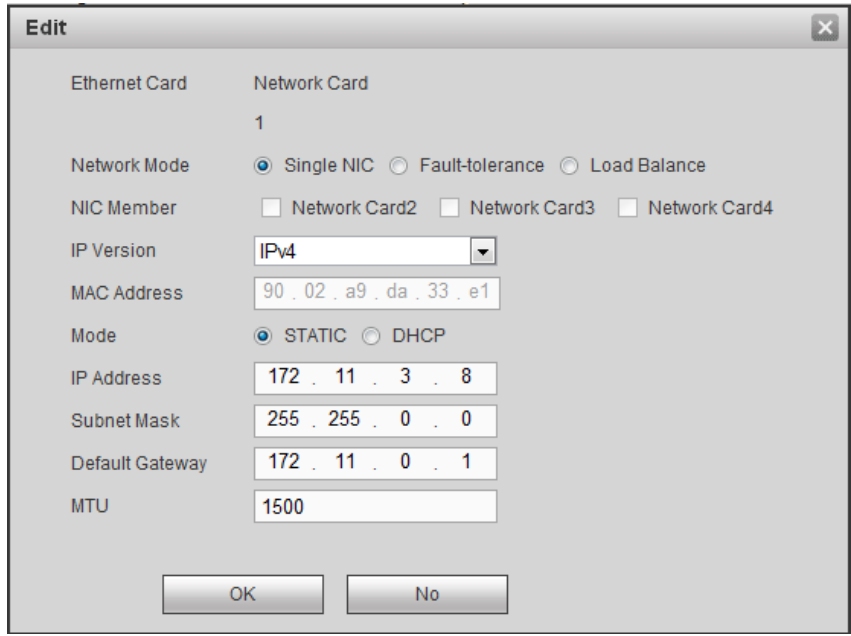 Edit
Ethernet Card Network Card
1
Network Mode Single NIC Fault-tolerance Load Balance
NIC Member Network Card2 Network Card3 Network Card4
IP Version IPv4
MAC Address 90 . 02 . a9 . da . 33 . e1
Mode STATIC DHCP
IP Address 172 . 11 . 3 . 8
Subnet Mask 255 . 255 . 0 . 0
Default Gateway 172 . 11 . 0 . 1
MTU 1500
OK No